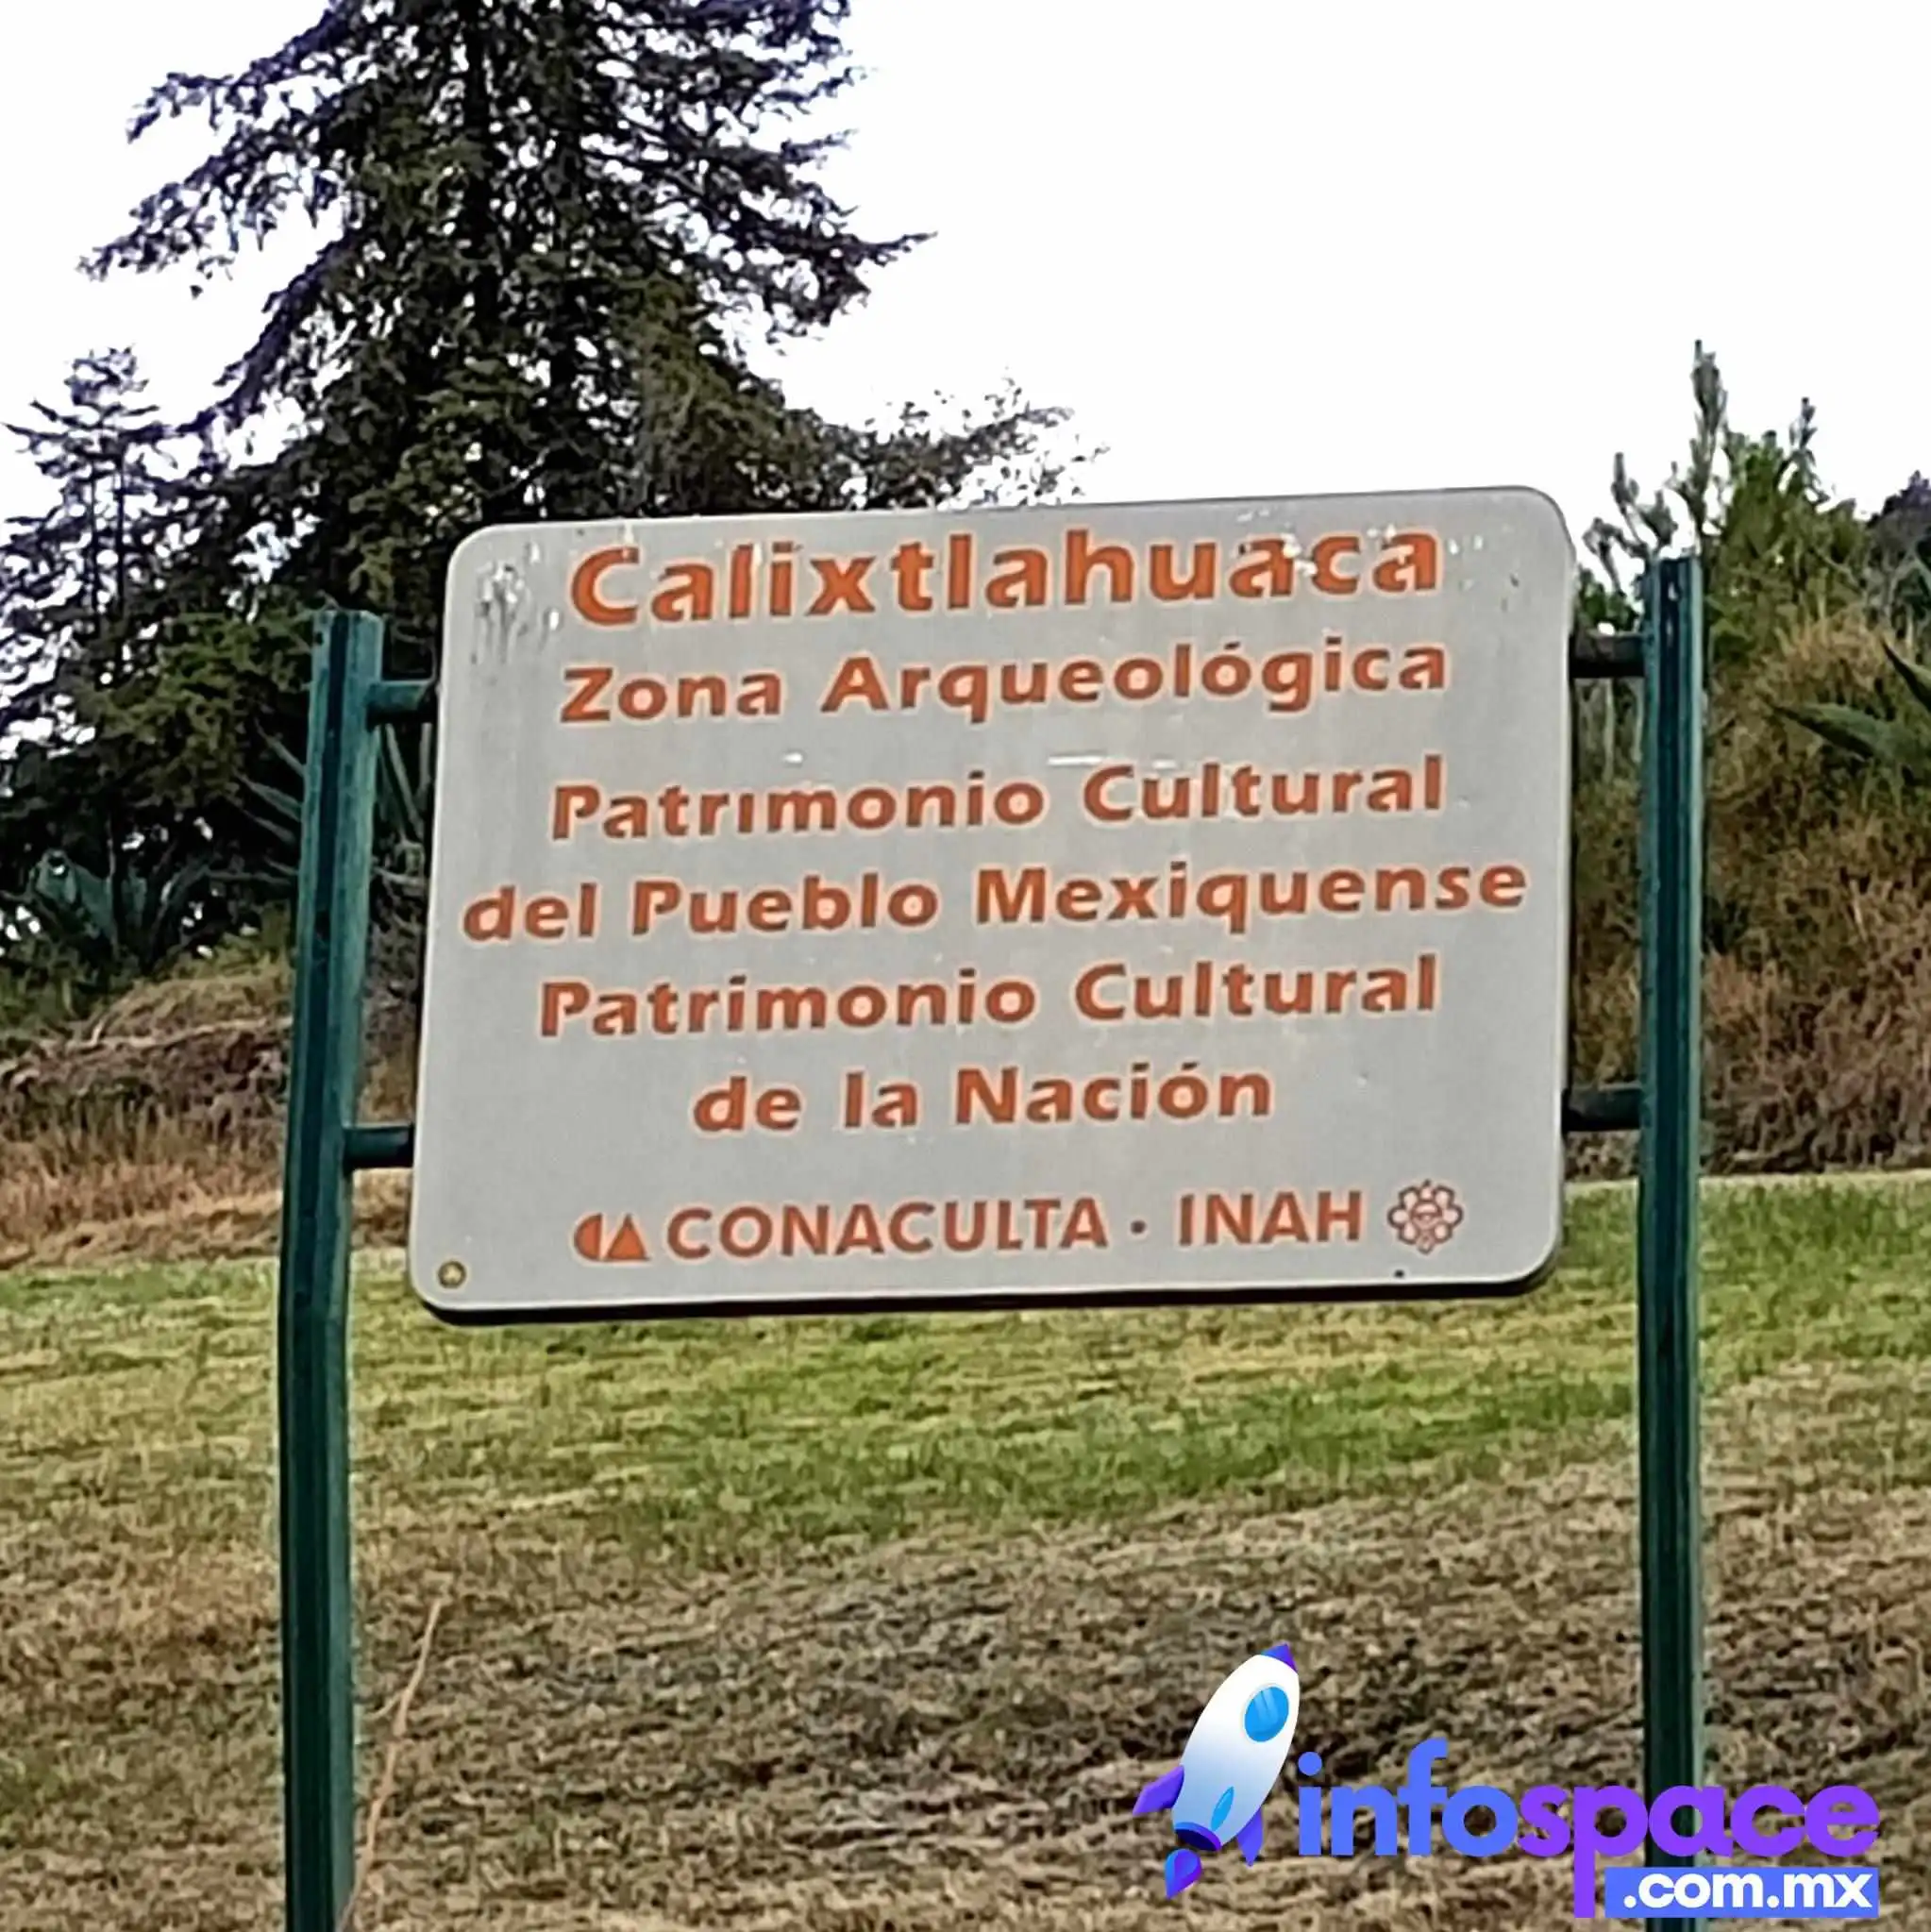 Calixtlahuaca
Zona Arqueológica
Patrimonio Cultural
del Pueblo Mexiquense
Patrimonio Cultural
de la Nación
CONACULTA · INAH
infospace
.com.mx